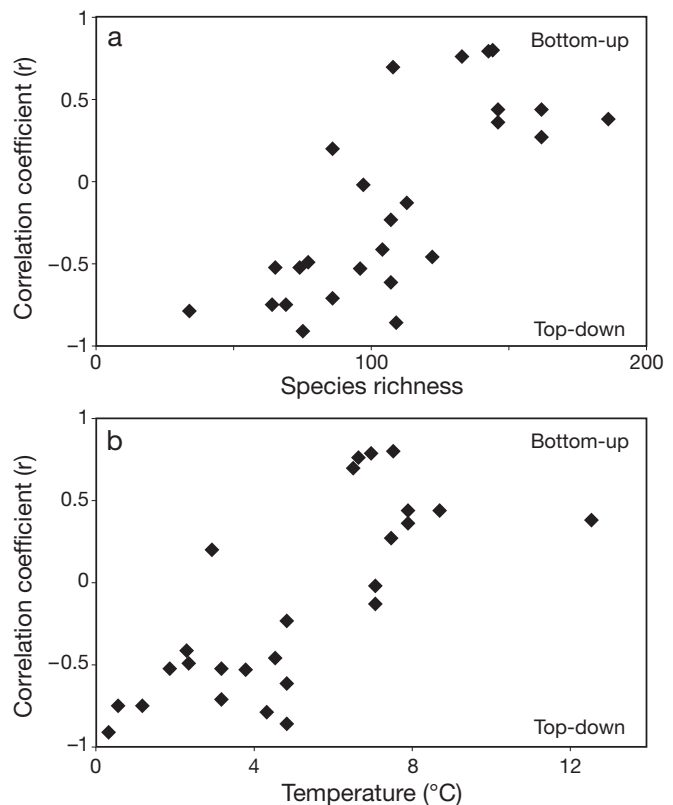 a
Bottom-up
1
0.5
0
−0.5
−1
Correlation coefficient (r)
Top-down
0
100
200
Species richness
b
Bottom-up
1
0.5
0
−0.5
−1
Correlation coefficient (r)
Top-down
0
4
8
12
Temperature (°C)